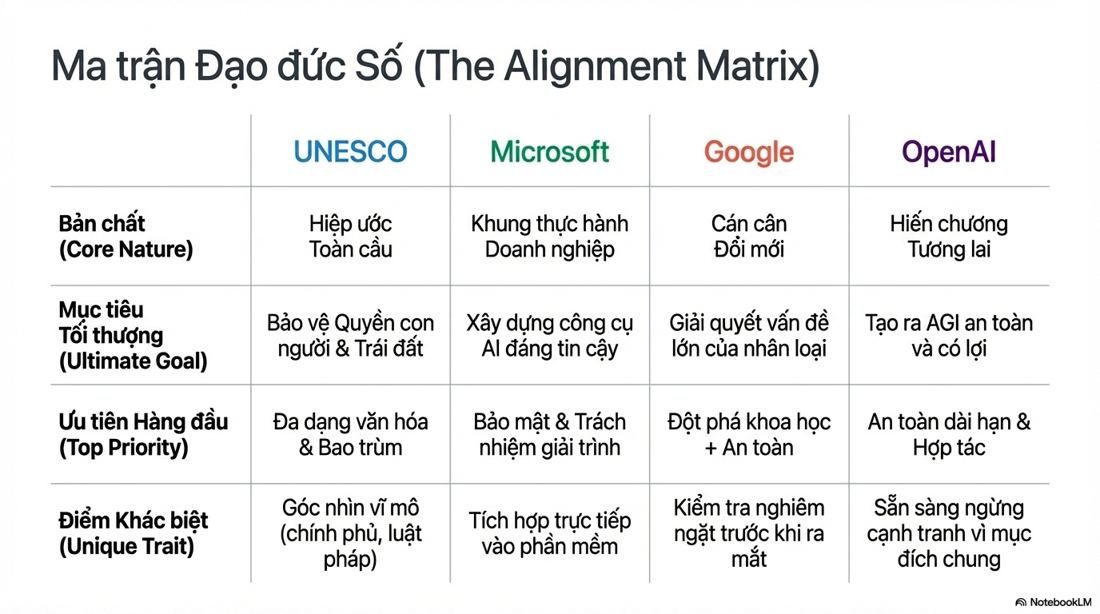 Ma trận Đạo đức Số (The Alignment Matrix)
UNESCO
Microsoft
Google
OpenAI
Bản chất
(Core Nature)
Hiệp ước
Toàn cầu
Khung thực hành
Doanh nghiệp
Cán cân
Đổi mới
Hiến chương
Tương lai
Mục tiêu
Tối thượng
(Ultimate Goal)
Bảo vệ Quyền con
người & Trái đất
Xây dựng công cụ
AI đáng tin cậy
Giải quyết vấn đề
lớn của nhân loại
Tạo ra AGI an toàn
và có lợi
Ưu tiên Hàng đầu
(Top Priority)
Đa dạng văn hóa
& Bao trùm
Bảo mật & Trách
nhiệm giải trình
Đột phá khoa học
+ An toàn
An toàn dài hạn &
Hợp tác
Điểm Khác biệt
(Unique Trait)
Góc nhìn vĩ mô
(chính phủ, luật
pháp)
Tích hợp trực tiếp
vào phần mềm
Kiểm tra nghiêm
ngặt trước khi ra
mắt
Sẵn sàng ngừng
cạnh tranh vì mục
đích chung
NotebookLM